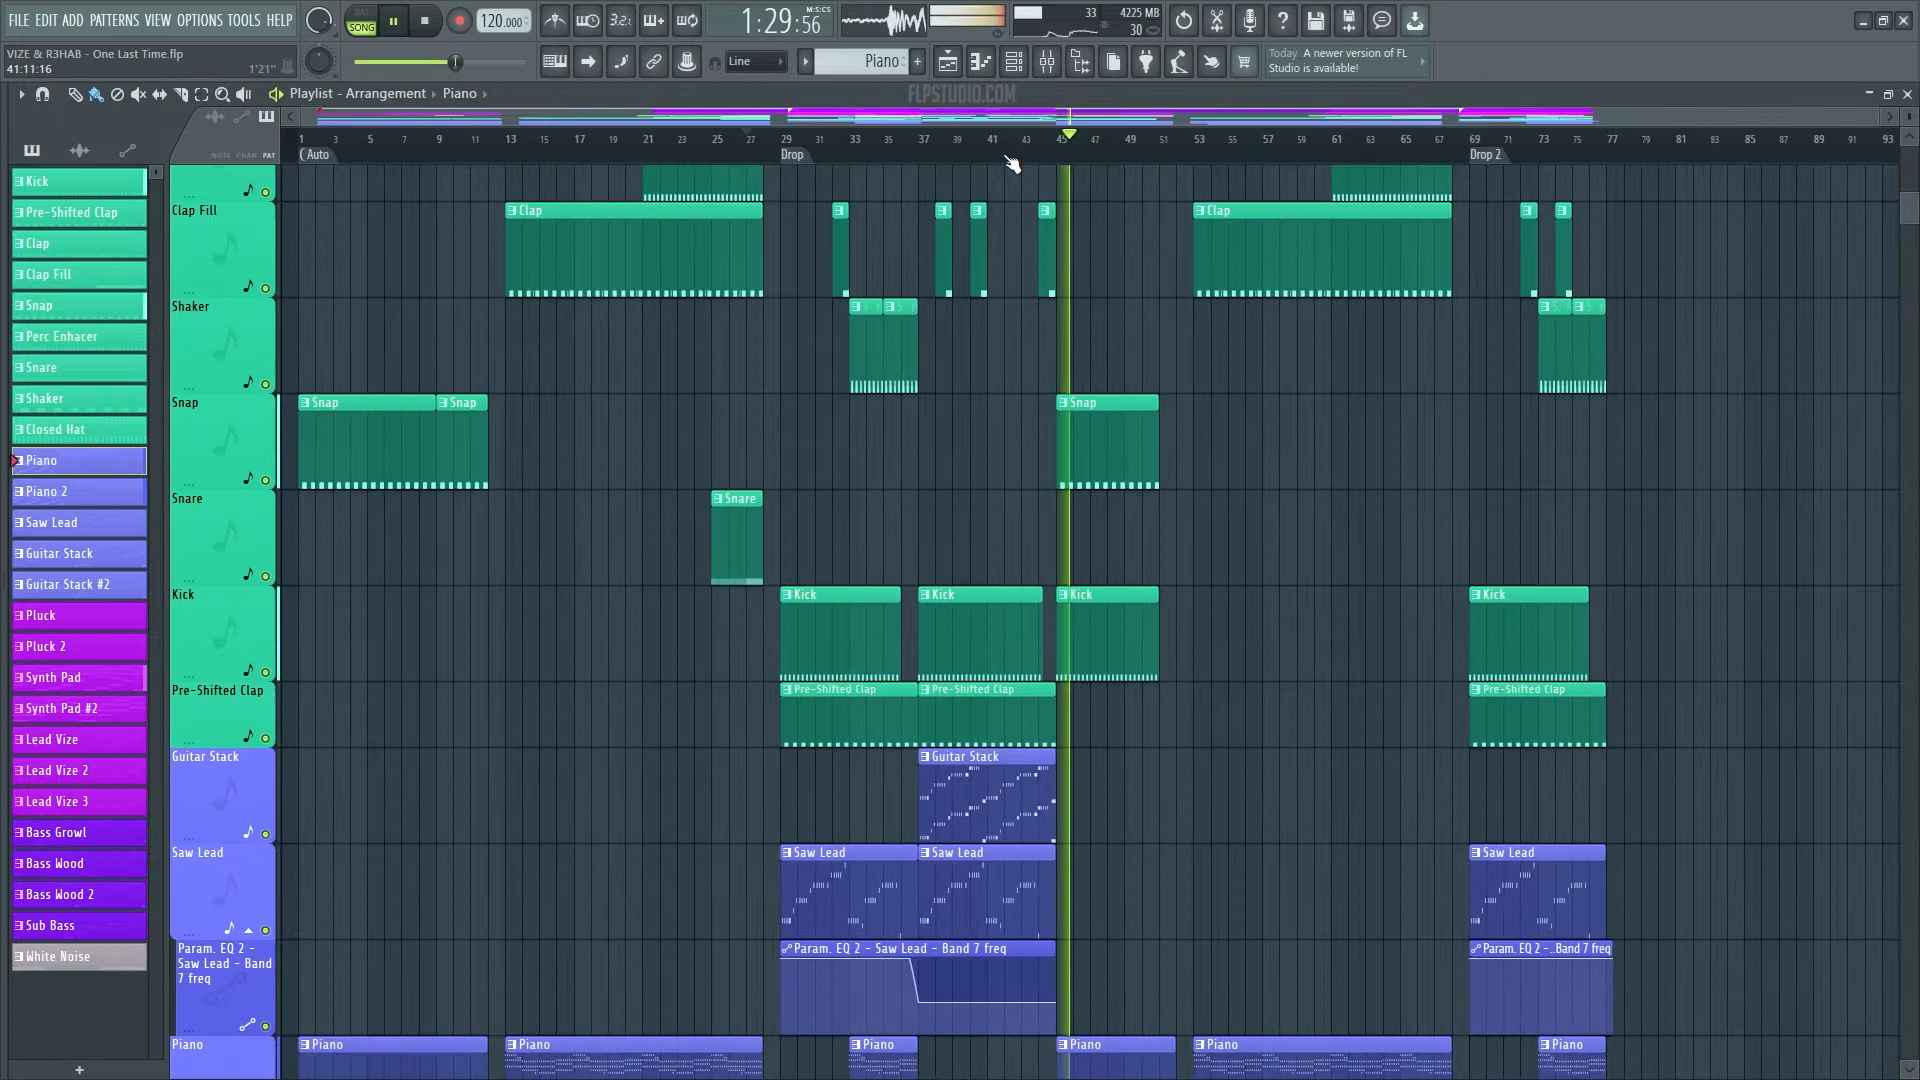 FILE EDIT ADD PATTERNS VIEW OPTIONS TOOLS HELP
PAT
SONG
120.000
3.2
M:S:CS
1:29:56
33
4225 MB
30
VIZE & R3HAB - One Last Time.flp
41:11:16
1'21"
Line
Piano
Today A newer version of FL
Studio is available!
Playlist - Arrangement Piano
FLPSTUDIO.COM
NOTE CHAN PAT
1 3 5 7 9 11 13 15 17 19 21 23 25 27 29 31 33 35 37 39 41 43 45 47 49 51 53 55 57 59 61 63 65 67 69 71 73 75 77 79 81 83 85 87 89 91 93
Auto
Drop
Drop 2
Kick
Pre-Shifted Clap
Clap
Clap Fill
Snap
Perc Enhacer
Snare
Shaker
Closed Hat
Piano
Piano 2
Saw Lead
Guitar Stack
Guitar Stack #2
Pluck
Pluck 2
Synth Pad
Synth Pad #2
Lead Vize
Lead Vize 2
Lead Vize 3
Bass Growl
Bass Wood
Bass Wood 2
Sub Bass
White Noise
+
Clap Fill
Clap
Clap
Shaker
Snap
Snap
Snap
Snap
Snare
Snare
Kick
Kick
Kick
Kick
Kick
Pre-Shifted Clap
Pre-Shifted Clap
Pre-Shifted Clap
Pre-Shifted Clap
Guitar Stack
Guitar Stack
Saw Lead
Saw Lead
Saw Lead
Saw Lead
Param. EQ 2 -
Saw Lead - Band
7 freq
Param. EQ 2 - Saw Lead - Band 7 freq
Param. EQ 2 -..Band 7 freq
Piano
Piano
Piano
Piano
Piano
Piano
Piano